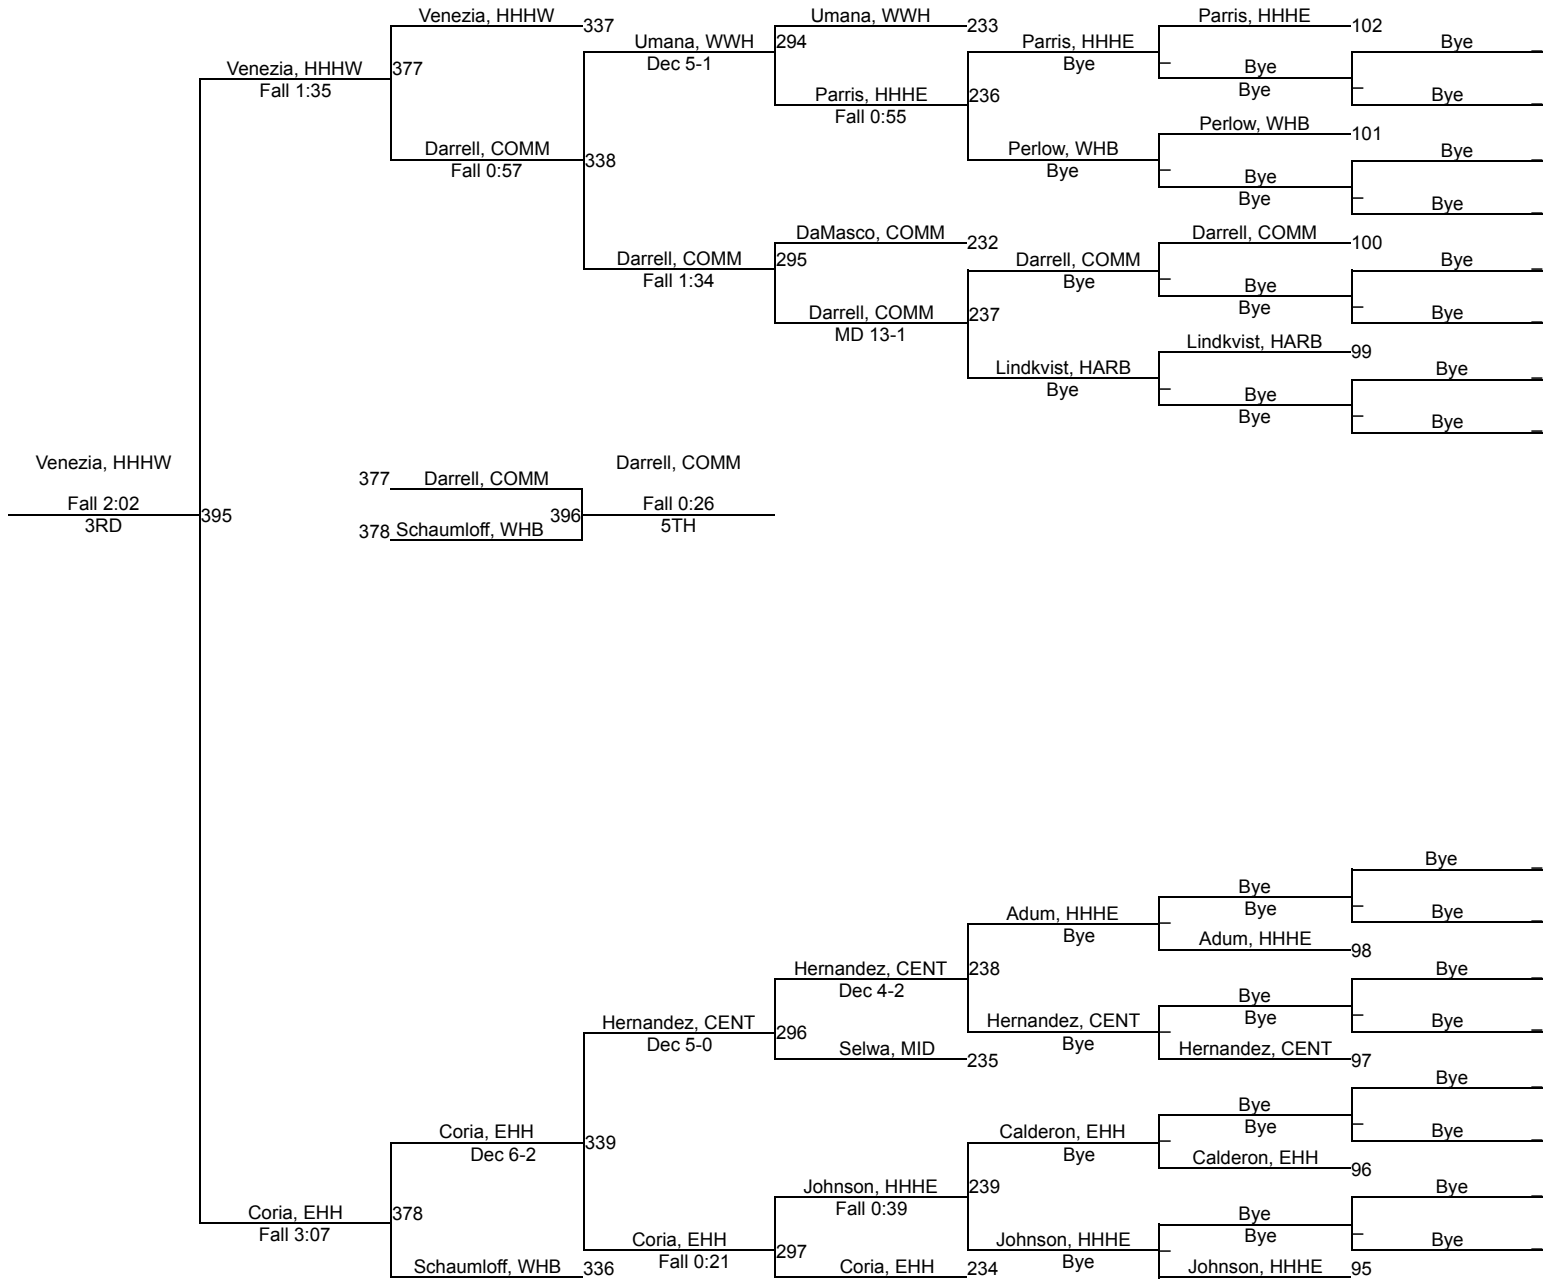 Venezia, HHHW
337
Umana, WWH
233
Parris, HHHE
102
Umana, WWH
294
Parris, HHHE
Bye
Dec 5-1
Bye
Venezia, HHHW
377
Bye
Fall 1:35
Bye
Parris, HHHE
236
Bye
Fall 0:55
Perlow, WHB
101
Darrell, COMM
338
Perlow, WHB
Bye
Fall 0:57
Bye
Bye
Bye
Bye
DaMasco, COMM
232
Darrell, COMM
100
Darrell, COMM
295
Darrell, COMM
Bye
Fall 1:34
Bye
Bye
Bye
Darrell, COMM
237
Bye
MD 13-1
Lindkvist, HARB
99
Lindkvist, HARB
Bye
Bye
Bye
Bye
Bye
Venezia, HHHW
Darrell, COMM
377
Darrell, COMM
Fall 2:02
Fall 0:26
395
396
3RD
5TH
378
Schaumloff, WHB
Bye
Bye
Adum, HHHE
Bye
Bye
Bye
Adum, HHHE
98
Hernandez, CENT
238
Bye
Dec 4-2
Bye
Hernandez, CENT
296
Hernandez, CENT
Bye
Bye
Dec 5-0
Bye
Selwa, MID
235
Hernandez, CENT
97
Bye
Bye
Coria, EHH
339
Calderon, EHH
Bye
Bye
Dec 6-2
Bye
Calderon, EHH
96
Johnson, HHHE
239
Bye
Fall 0:39
Coria, EHH
378
Bye
Fall 3:07
Bye
Coria, EHH
297
Johnson, HHHE
Bye
Fall 0:21
Bye
Schaumloff, WHB
336
Coria, EHH
234
Johnson, HHHE
95